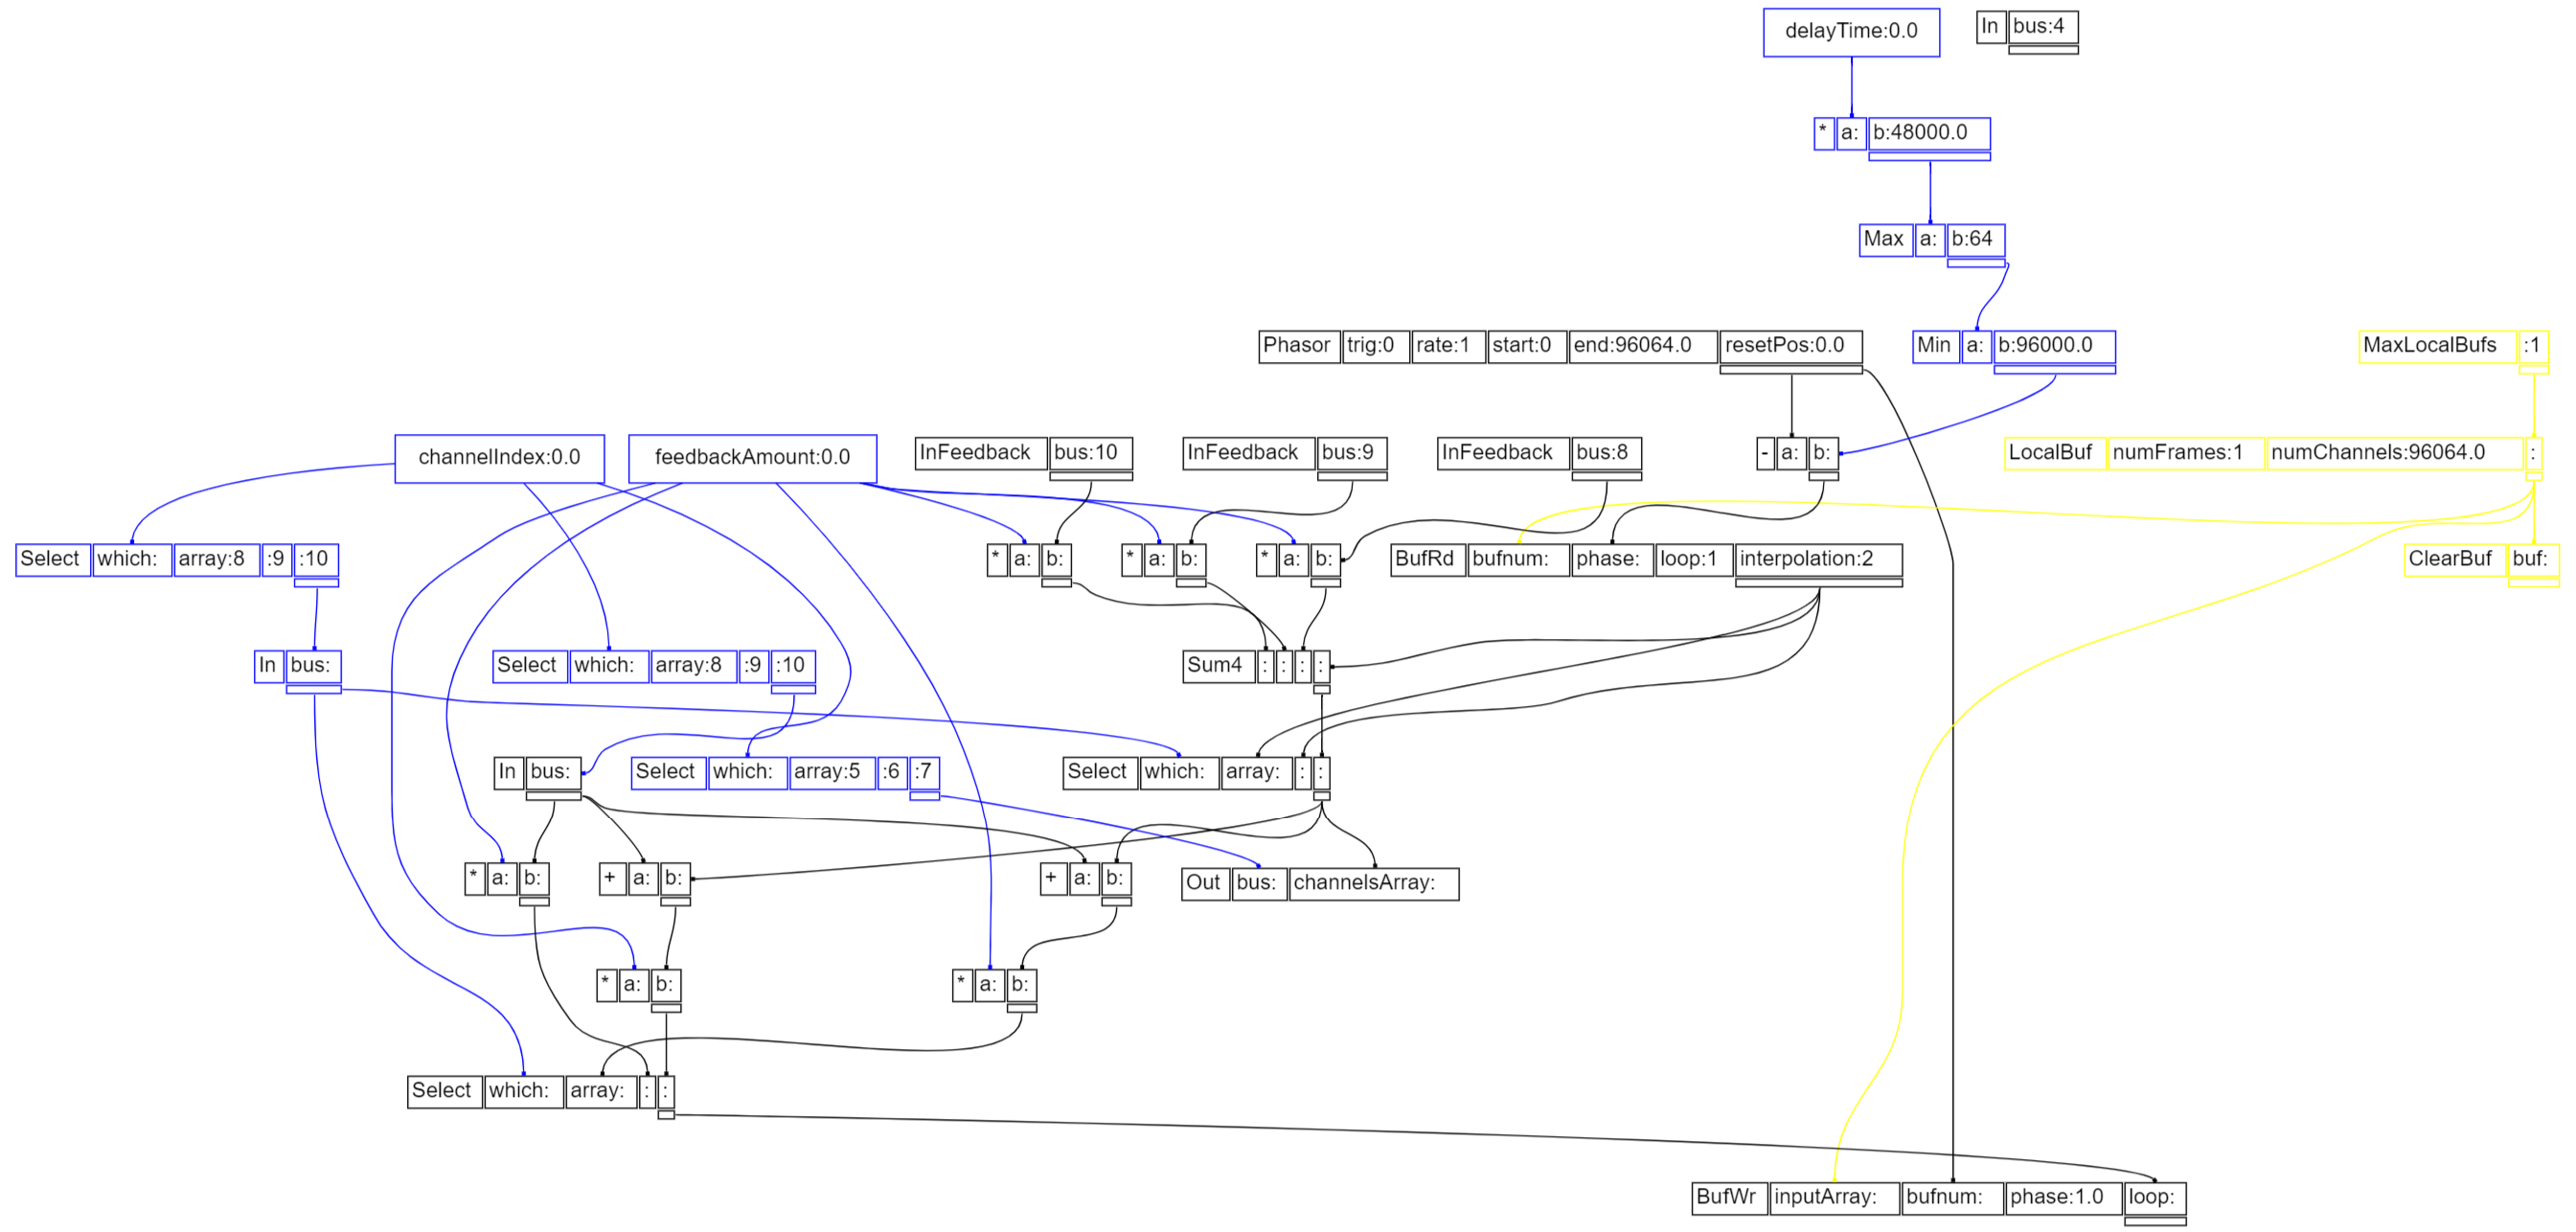 delayTime:0.0
In bus:4
* a: b:48000.0
Max a: b:64
Phasor trig:0 rate:1 start:0 end:96064.0 resetPos:0.0
Min a: b:96000.0
MaxLocalBufs :1
channelIndex:0.0
feedbackAmount:0.0
InFeedback bus:10
InFeedback bus:9
InFeedback bus:8
- a: b:
LocalBuf numFrames:1 numChannels:96064.0 :
Select which: array:8 :9 :10
* a: b:
* a: b:
* a: b:
BufRd bufnum: phase: loop:1 interpolation:2
ClearBuf buf:
In bus:
Select which: array:8 :9 :10
Sum4 : : : :
In bus:
Select which: array:5 :6 :7
Select which: array: : :
* a: b:
+ a: b:
+ a: b:
Out bus: channelsArray:
* a: b:
* a: b:
Select which: array: : :
BufWr inputArray: bufnum: phase:1.0 loop: